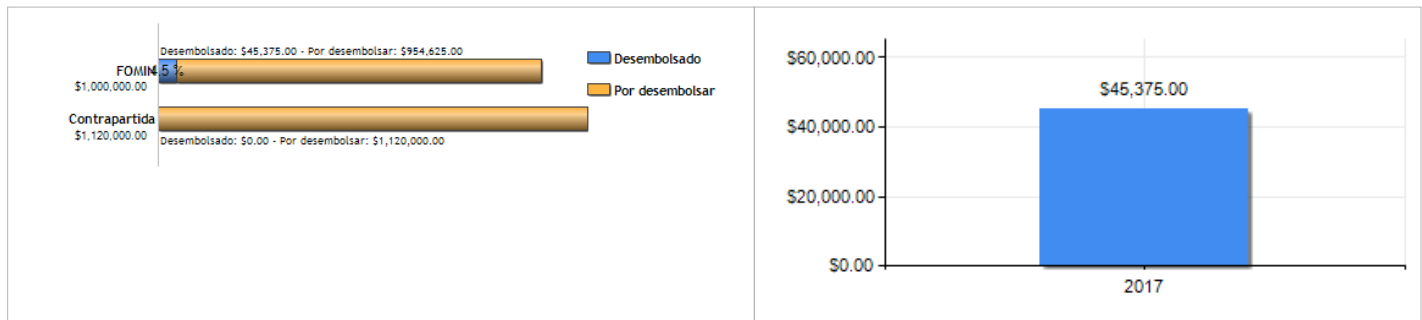 Desembolsado: $45,375.00 - Por desembolsar: $954,625.00
FOMIN
4.5 %
$1,000,000.00
Contrapartida
$1,120,000.00
Desembolsado: $0.00 - Por desembolsar: $1,120,000.00
Desembolsado
Por desembolsar
$60,000.00
$45,375.00
$40,000.00
$20,000.00
$0.00
2017